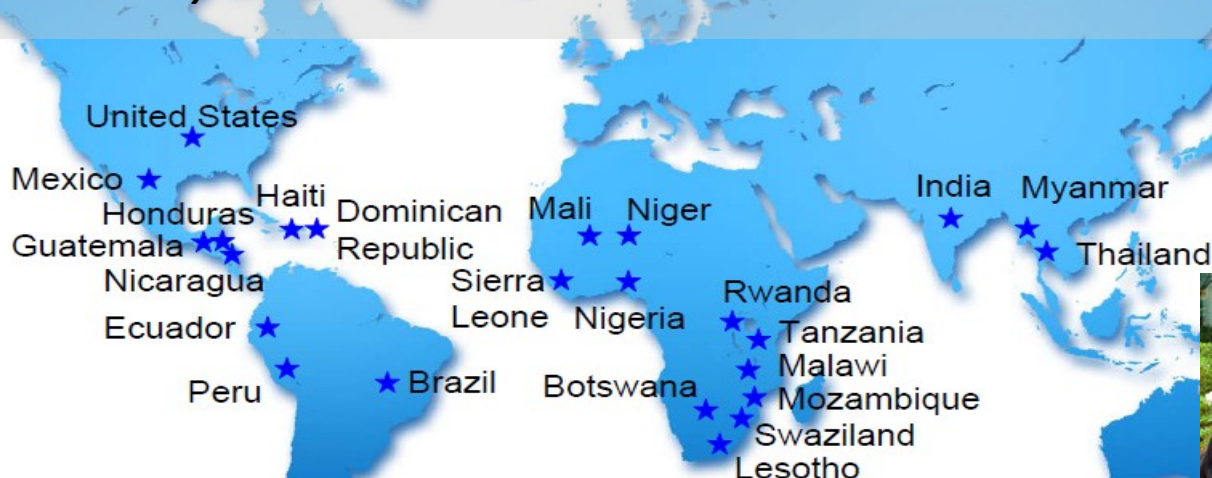 United States
Mexico
Honduras
Guatemala
Nicaragua
Haiti
Dominican
Republic
Ecuador
Peru
Brazil
Mali
Niger
Sierra
Leone
Nigeria
Rwanda
Tanzania
Malawi
Botswana
Mozambique
Swaziland
Lesotho
India
Myanmar
Thailand